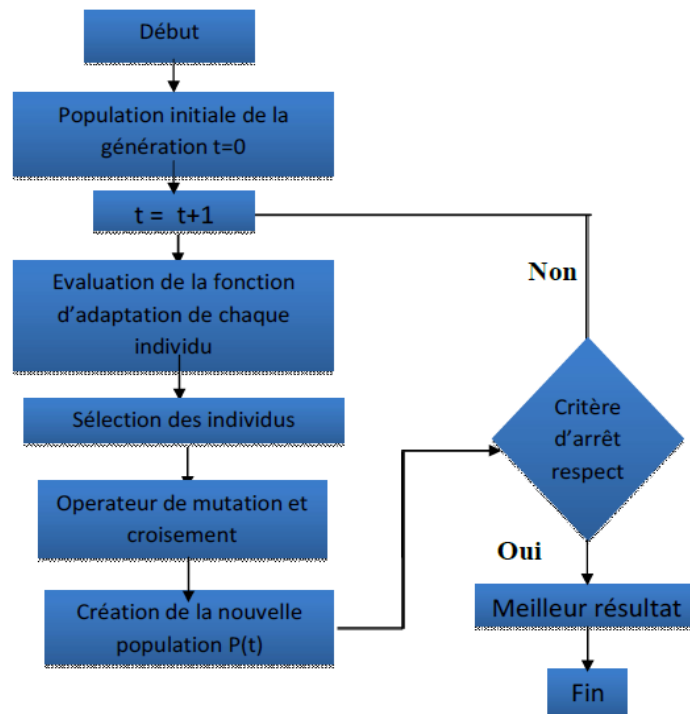 Début
Population initiale de la
génération t=0
t = t+1
Evaluation de la fonction
d’adaptation de chaque
individu
Sélection des individus
Operateur de mutation et
croisement
Création de la nouvelle
population P(t)
Non
Critère
d’arrêt
respect
Oui
Meilleur résultat
Fin